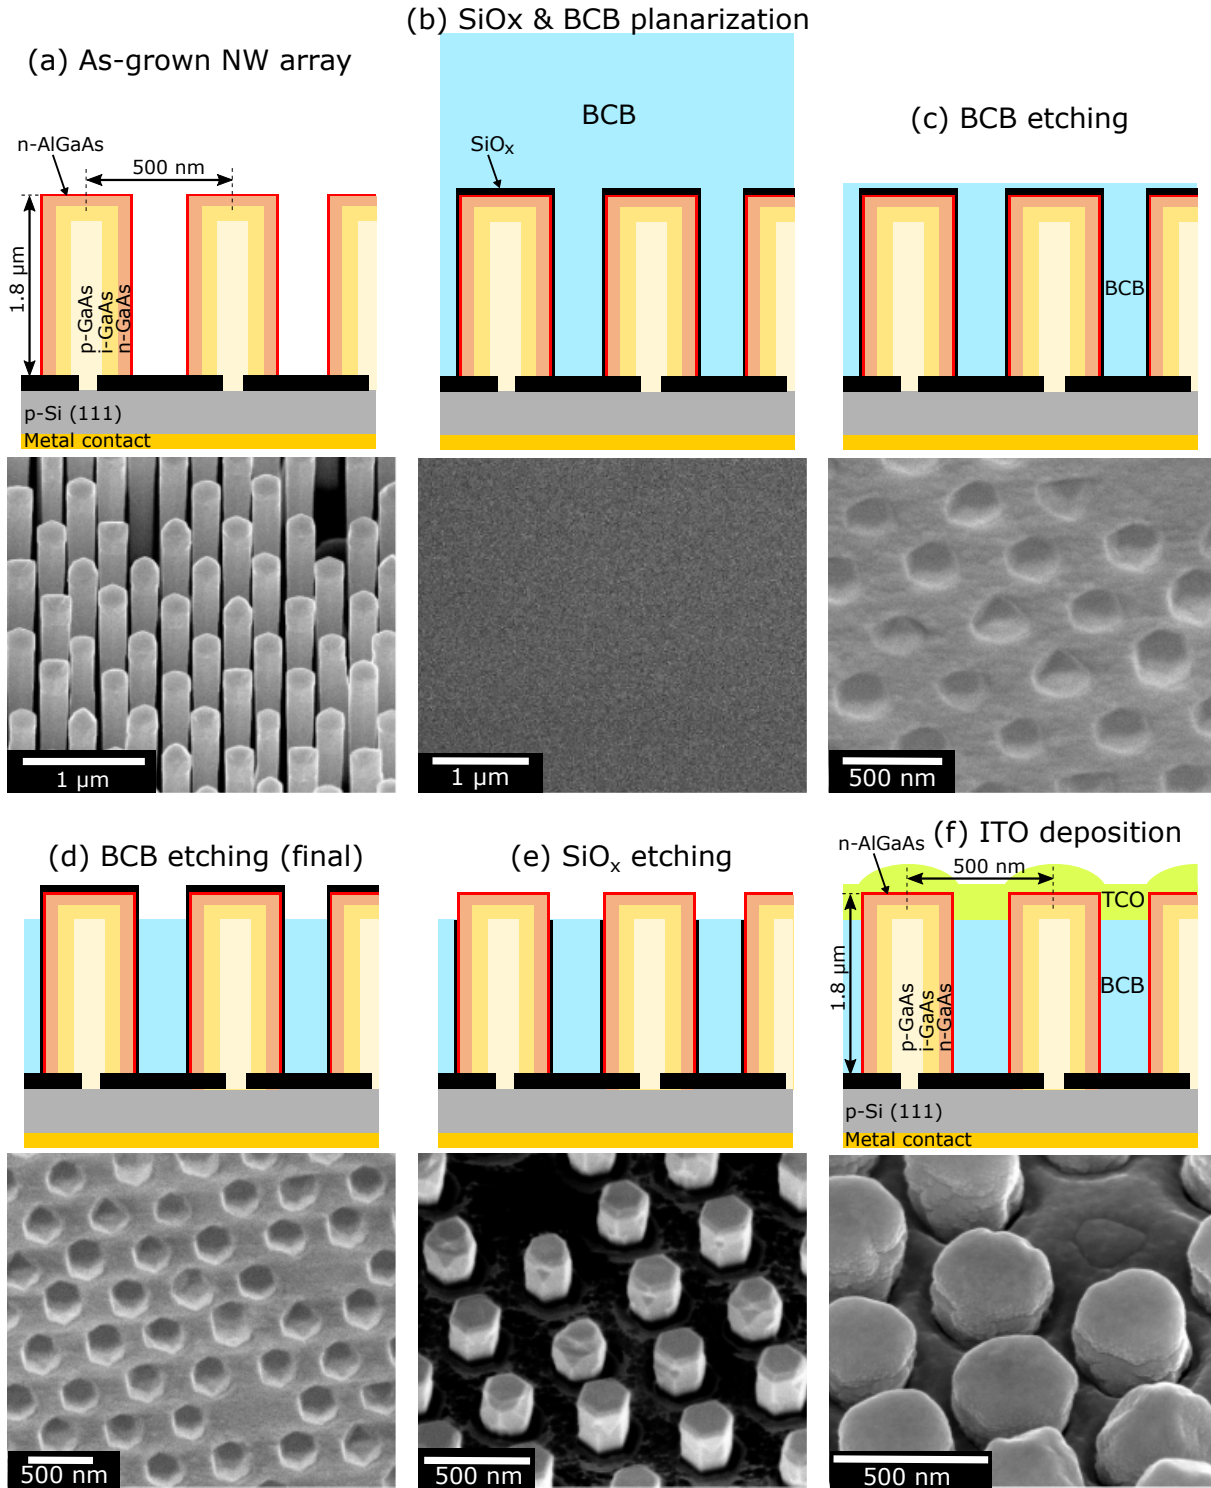 (b) SiOx & BCB planarization
(a) As-grown NW array
BCB
(c) BCB etching
n-AlGaAs
500 nm
SiOₓ
1.8 µm
p-GaAs
i-GaAs
n-GaAs
BCB
p-Si (111)
Metal contact
1 µm
1 µm
500 nm
(d) BCB etching (final)
(e) SiOₓ etching
(f) ITO deposition
n-AlGaAs
500 nm
TCO
1.8 µm
p-GaAs
i-GaAs
n-GaAs
BCB
p-Si (111)
Metal contact
500 nm
500 nm
500 nm